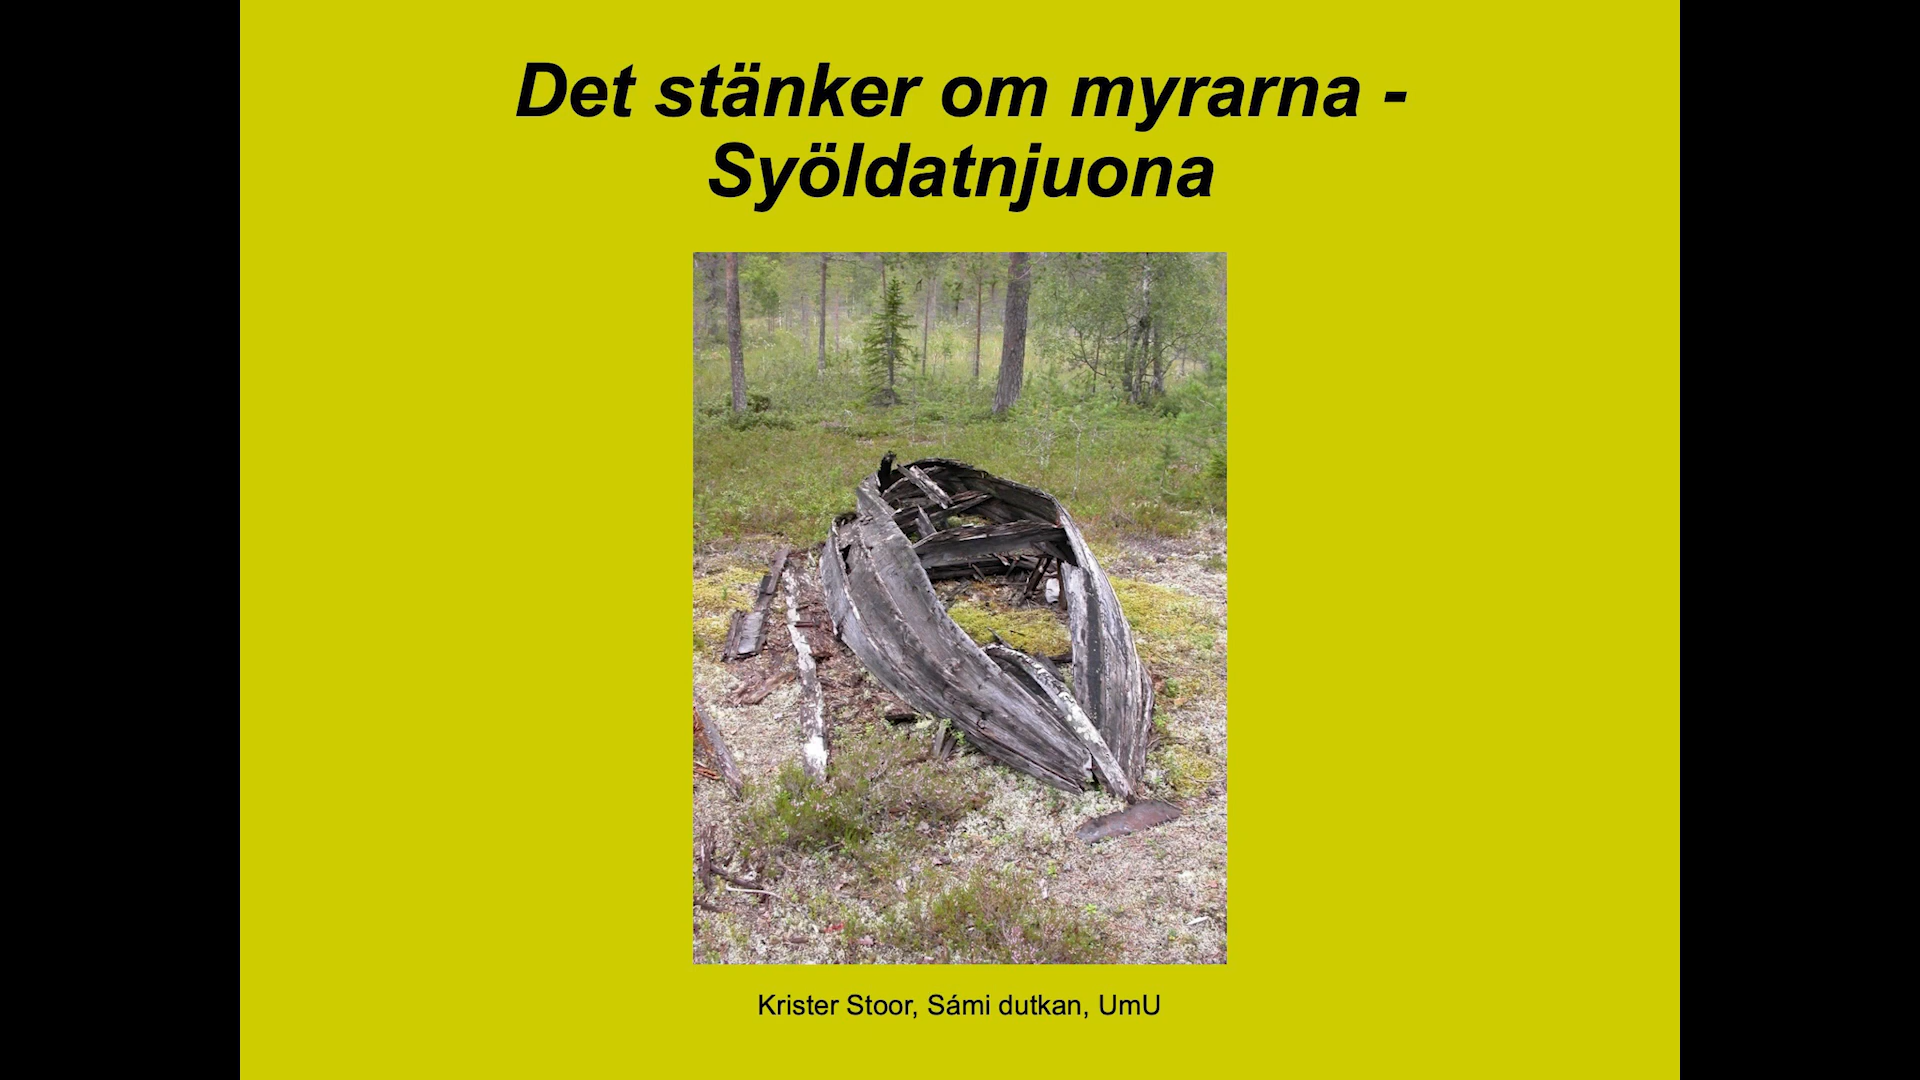 Det stänker om myrarna -
Syöldatnjuona
Krister Stoor, Sámi dutkan, UmU